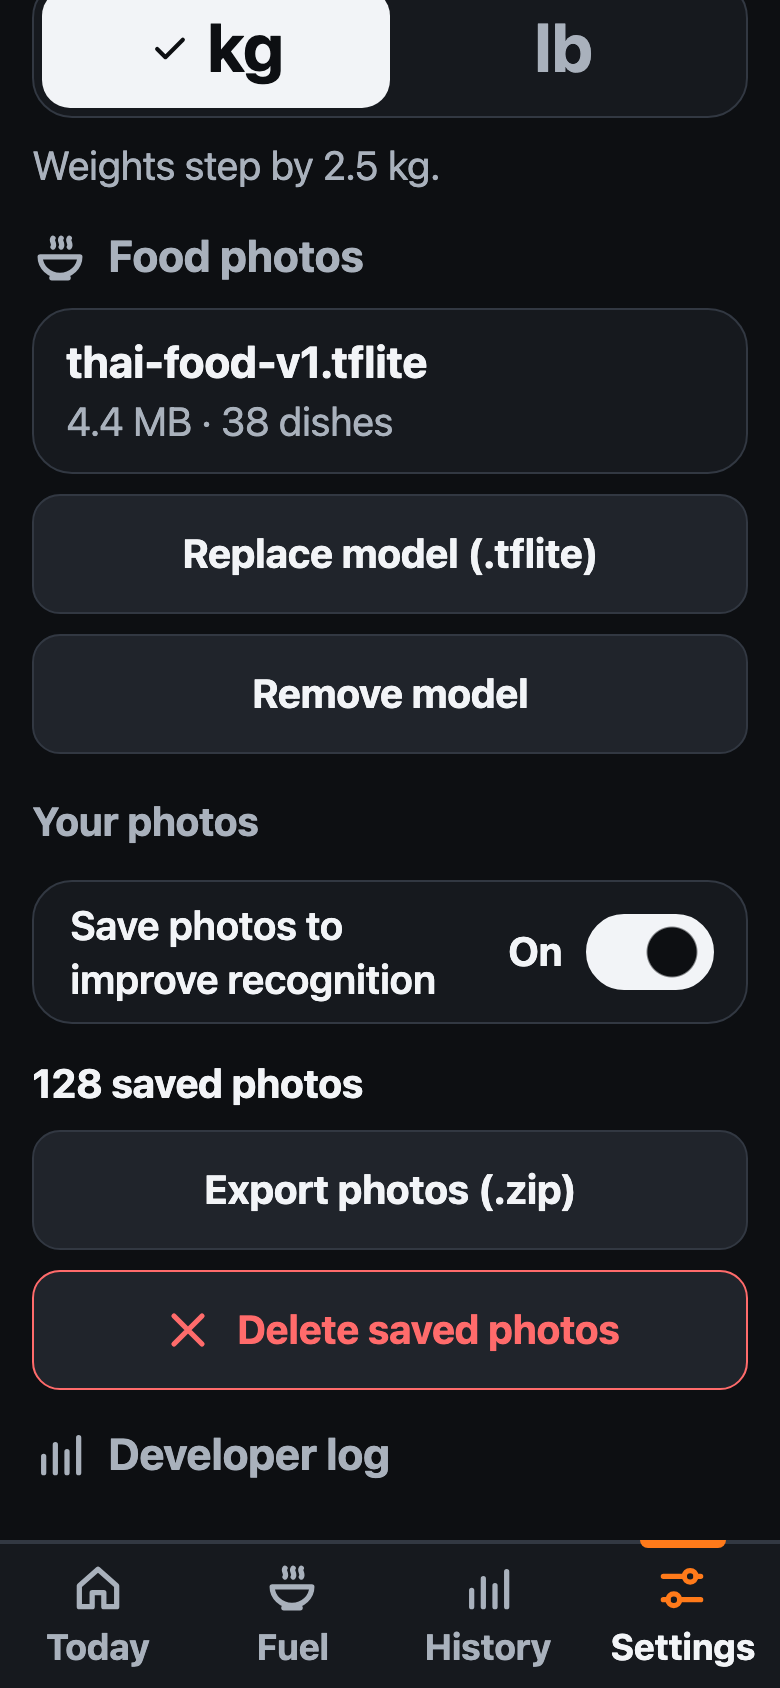 kg
lb
Weights step by 2.5 kg.
Food photos
thai-food-v1.tflite
4.4 MB · 38 dishes
Replace model (.tflite)
Remove model
Your photos
Save photos to
improve recognition
On
128 saved photos
Export photos (.zip)
Delete saved photos
Developer log
Today
Fuel
History
Settings